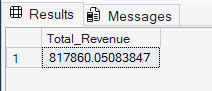 Results Messages
Total_Revenue
1 817860.05083847